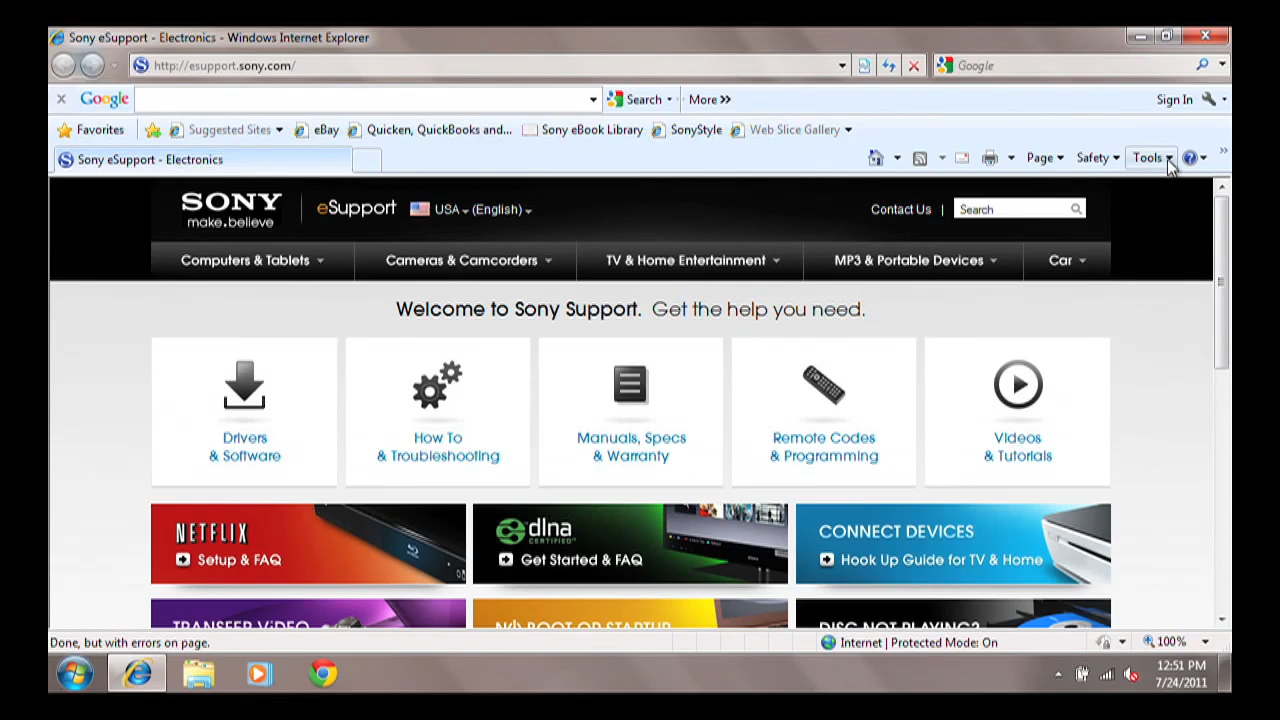 Sony eSupport - Electronics - Windows Internet Explorer
http://esupport.sony.com/
Google
Google Search More »
Sign In
Favorites Suggested Sites eBay Quicken, QuickBooks and... Sony eBook Library SonyStyle Web Slice Gallery
Sony eSupport - Electronics
Page Safety Tools
SONY
make.believe
eSupport USA (English)
Contact Us | Search
Computers & Tablets Cameras & Camcorders TV & Home Entertainment MP3 & Portable Devices Car
Welcome to Sony Support. Get the help you need.
Drivers
& Software
How To
& Troubleshooting
Manuals, Specs
& Warranty
Remote Codes
& Programming
Videos
& Tutorials
NETFLIX
Setup & FAQ
dlna
CERTIFIED
Get Started & FAQ
CONNECT DEVICES
Hook Up Guide for TV & Home
TRANSFER VIDEO
BOOT OR STARTUP
DISC NOT PLAYING?
Done, but with errors on page.
Internet | Protected Mode: On
100%
12:51 PM
7/24/2011